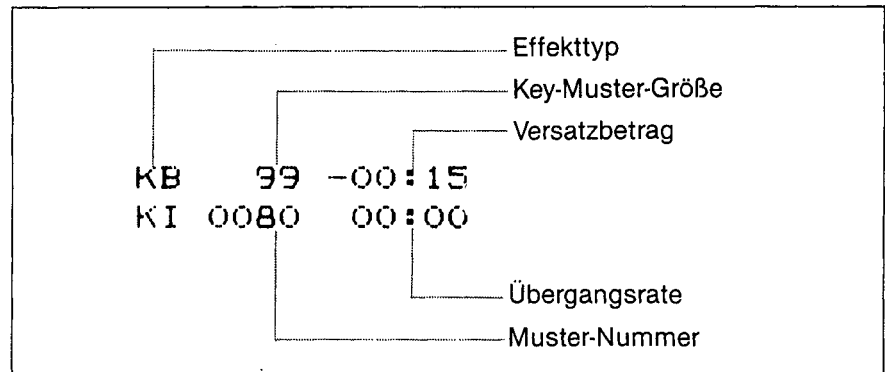 Effekttyp
Key-Muster-Größe
Versatzbetrag
KB 99 -00:15
KI 0080 00:00
Übergangsrate
Muster-Nummer